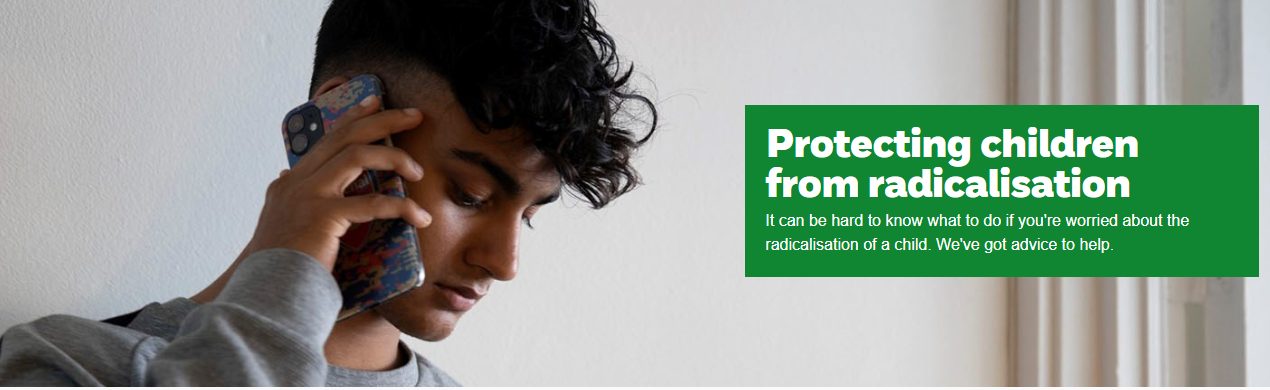 Protecting children
from radicalisation
It can be hard to know what to do if you're worried about the
radicalisation of a child. We've got advice to help.